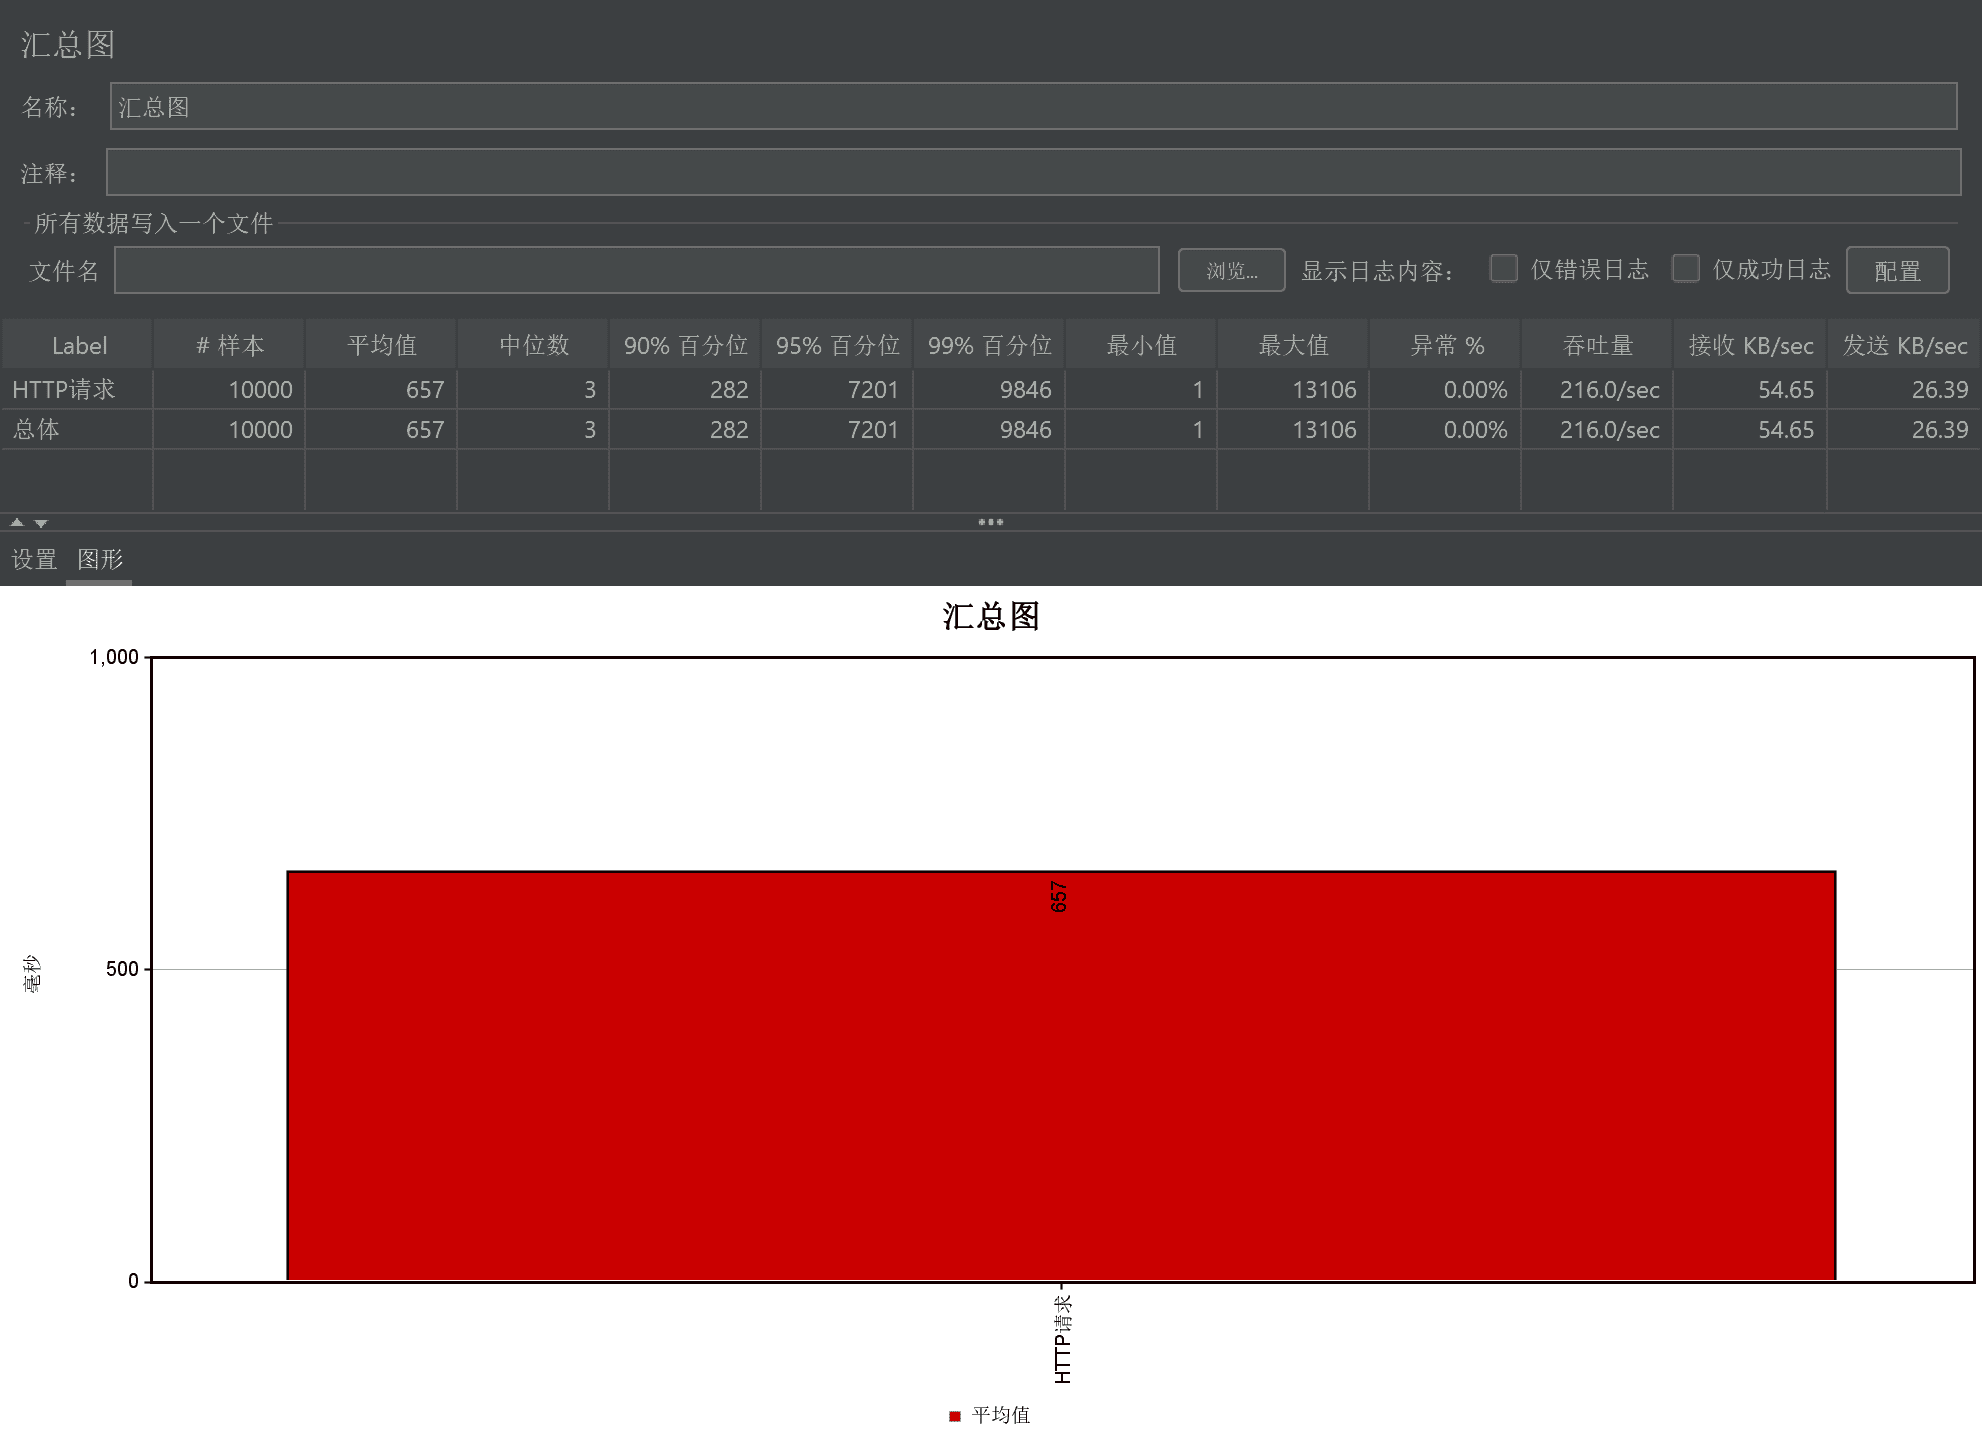 汇总图
名称： 汇总图
注释：
所有数据写入一个文件
文件名 浏览... 显示日志内容： 仅错误日志 仅成功日志 配置
Label # 样本 平均值 中位数 90% 百分位 95% 百分位 99% 百分位 最小值 最大值 异常 % 吞吐量 接收 KB/sec 发送 KB/sec
HTTP请求 10000 657 3 282 7201 9846 1 13106 0.00% 216.0/sec 54.65 26.39
总体 10000 657 3 282 7201 9846 1 13106 0.00% 216.0/sec 54.65 26.39
设置 图形
汇总图
1,000
657
毫秒
500
0
HTTP请求
平均值